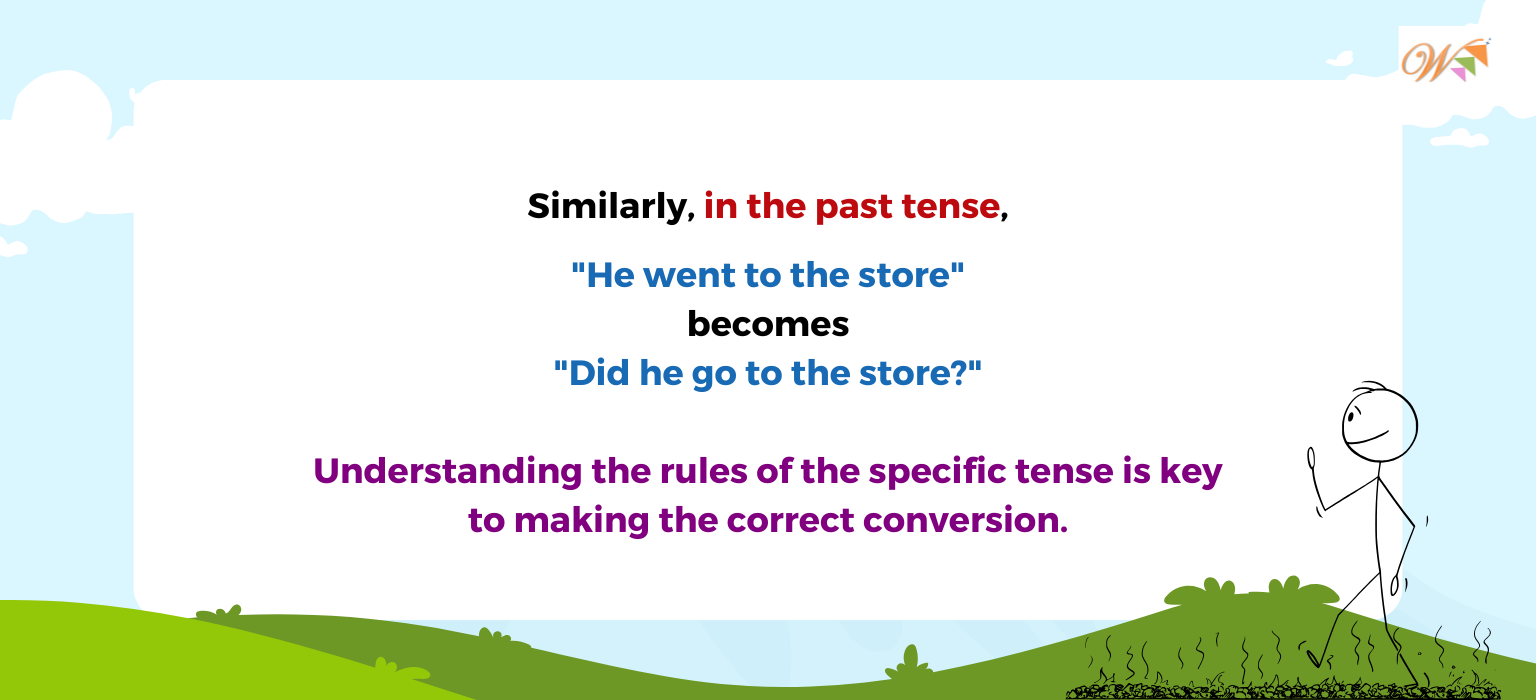 W
Similarly, in the past tense,
"He went to the store"
becomes
"Did he go to the store?"
Understanding the rules of the specific tense is key
to making the correct conversion.